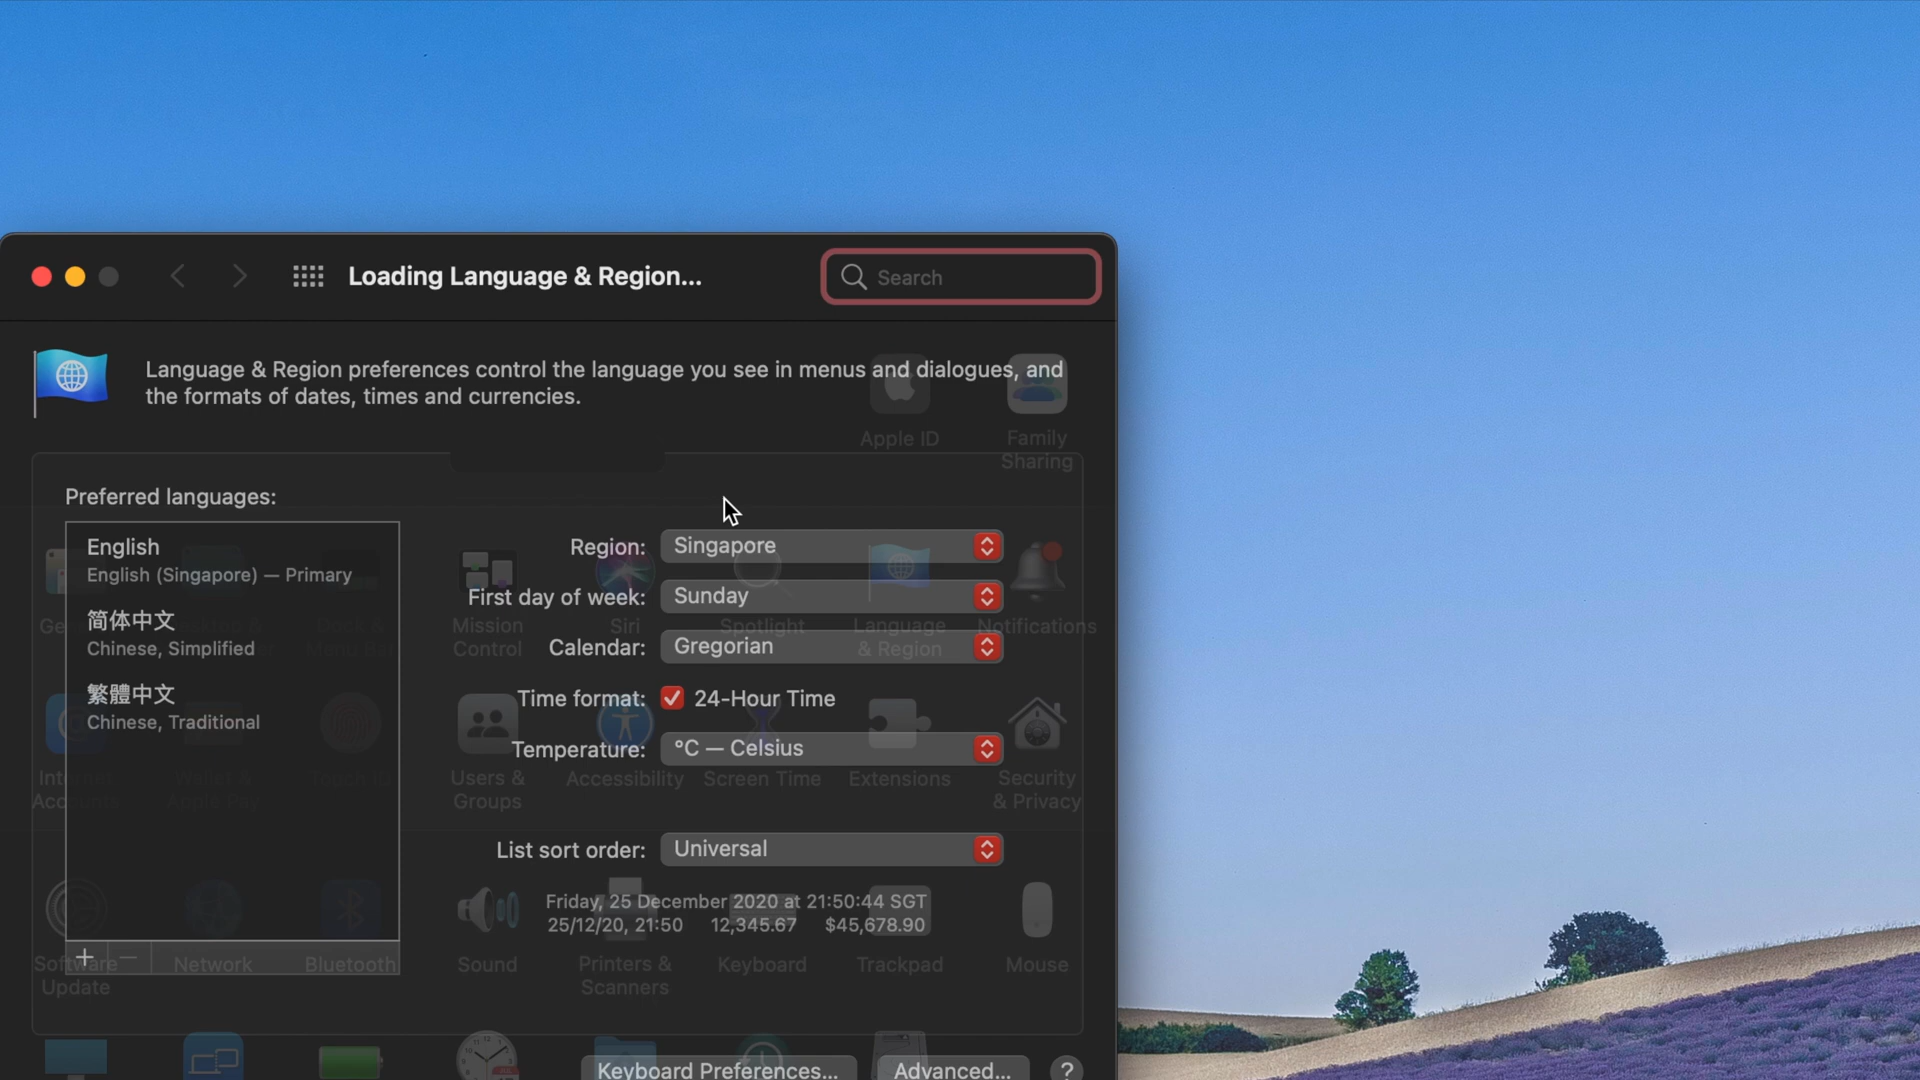 Loading Language & Region...
Search
Language & Region preferences control the language you see in menus and dialogues, and
the formats of dates, times and currencies.
Apple ID
Family
Sharing
Preferred languages:
English
English (Singapore) — Primary
简体中文
Chinese, Simplified
繁體中文
Chinese, Traditional
+
−
Region:
Singapore
First day of week:
Sunday
Calendar:
Gregorian
Time format:
24-Hour Time
Temperature:
°C — Celsius
List sort order:
Universal
Friday, 25 December 2020 at 21:50:44 SGT
25/12/20, 21:50 12,345.67 $45,678.90
Mission
Control
Siri
Spotlight
Language
& Region
Notifications
Users &
Groups
Accessibility
Screen Time
Extensions
Security
& Privacy
Software
Update
Network
Bluetooth
Sound
Printers &
Scanners
Keyboard
Trackpad
Mouse
Keyboard Preferences...
Advanced...
?